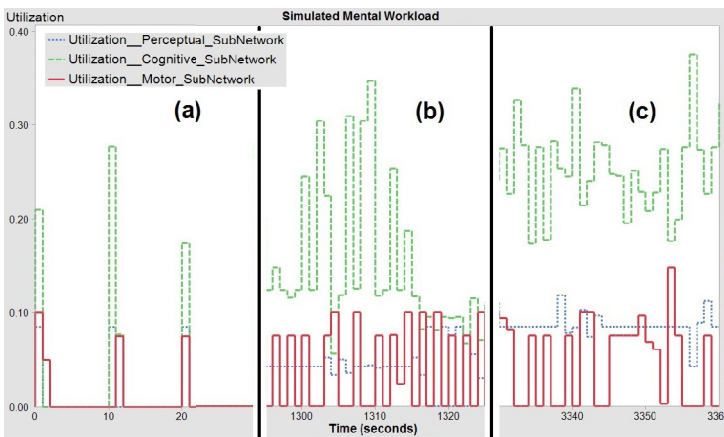 Utilization
Simulated Mental Workload
0.40
Utilization__Perceptual_SubNetwork
Utilization__Cognitive_SubNetwork
Utilization__Motor_SubNetwork
(a)
(b)
(c)
0.30
0.20
0.10
0.00
0
10
20
1300
1310
1320
3340
3350
336
Time (seconds)